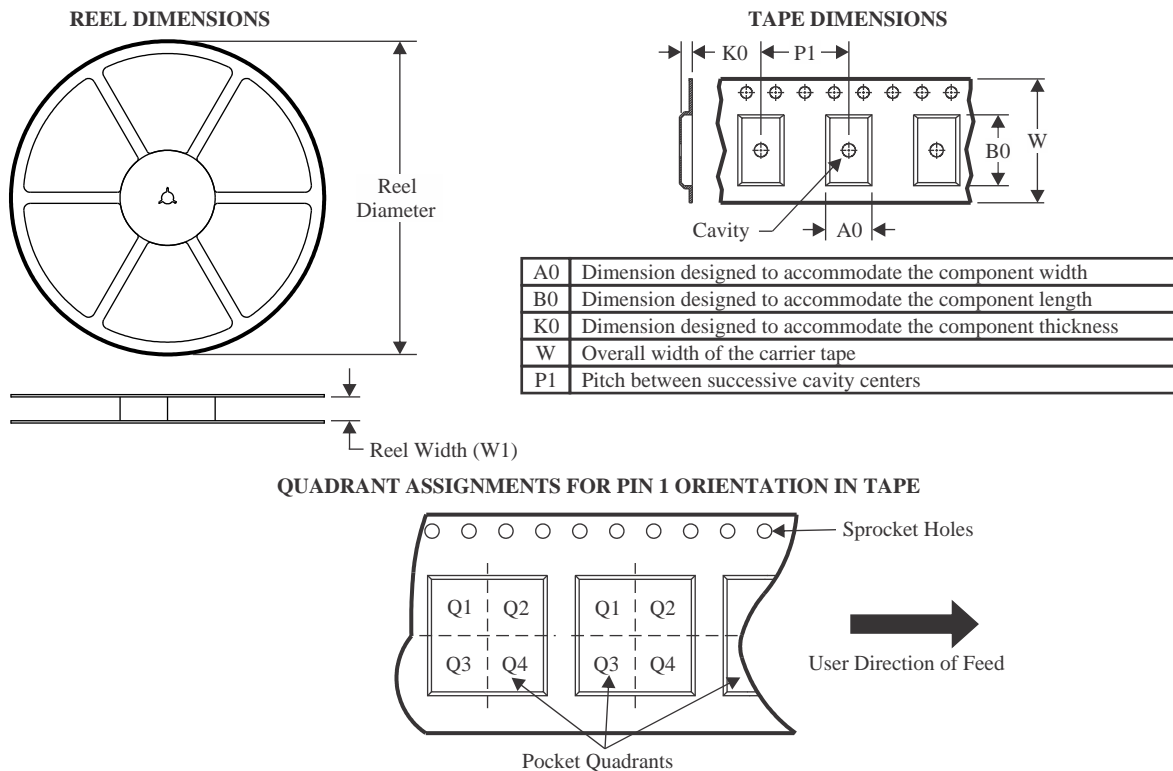 REEL DIMENSIONS
Reel
Diameter
Reel Width (W1)
TAPE DIMENSIONS
K0
P1
W
B0
Cavity
A0
A0 Dimension designed to accommodate the component width
B0 Dimension designed to accommodate the component length
K0 Dimension designed to accommodate the component thickness
W Overall width of the carrier tape
P1 Pitch between successive cavity centers
QUADRANT ASSIGNMENTS FOR PIN 1 ORIENTATION IN TAPE
Sprocket Holes
Q1 Q2 Q1 Q2
Q3 Q4 Q3 Q4
User Direction of Feed
Pocket Quadrants